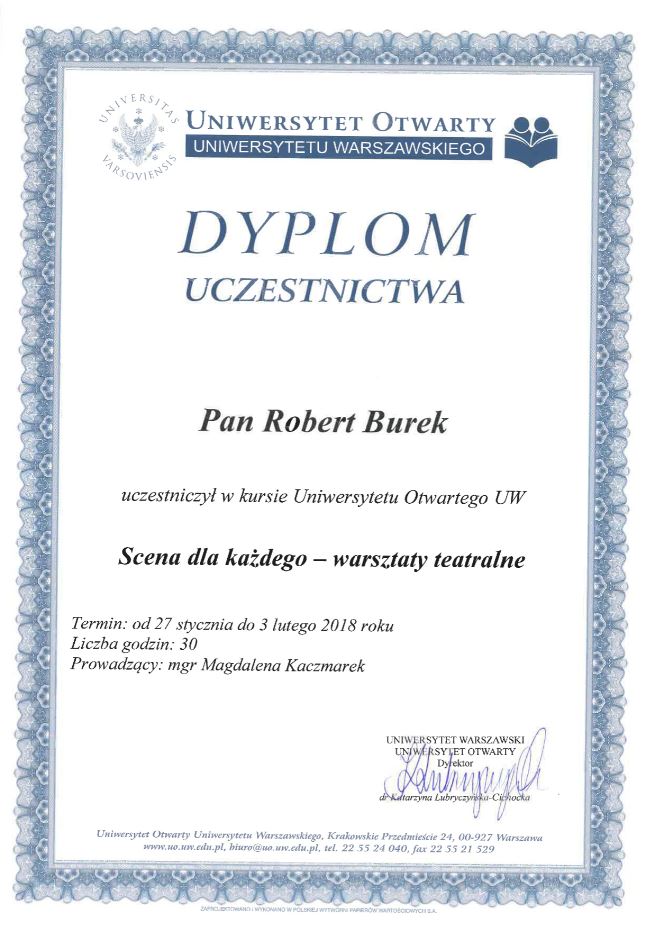 UNIVERSITAS
VARSOVIENSIS
UNIWERSYTET OTWARTY
UNIWERSYTETU WARSZAWSKIEGO
DYPLOM
UCZESTNICTWA
Pan Robert Burek
uczestniczył w kursie Uniwersytetu Otwartego UW
Scena dla każdego – warsztaty teatralne
Termin: od 27 stycznia do 3 lutego 2018 roku
Liczba godzin: 30
Prowadzący: mgr Magdalena Kaczmarek
UNIWERSYTET WARSZAWSKI
UNIWERSYTET OTWARTY
Dyrektor
dr Katarzyna Lubryczyńska-Cichocka
Uniwersytet Otwarty Uniwersytetu Warszawskiego, Krakowskie Przedmieście 24, 00-927 Warszawa
www.uo.uw.edu.pl, biuro@uo.uw.edu.pl, tel. 22 55 24 040, fax 22 55 21 529
ZAPROJEKTOWANO I WYKONANO W POLSKIEJ WYTWÓRNI PAPIERÓW WARTOŚCIOWYCH S.A.